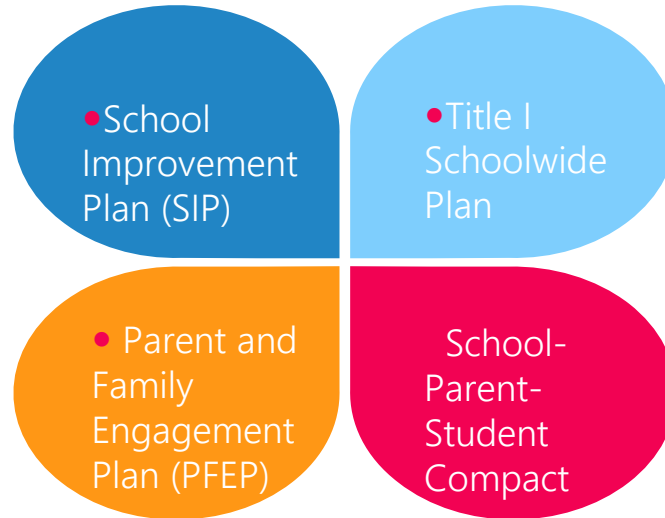 •School
Improvement
Plan (SIP)
•Title I
Schoolwide
Plan
• Parent and
Family
Engagement
Plan (PFEP)
School-
Parent-
Student
Compact